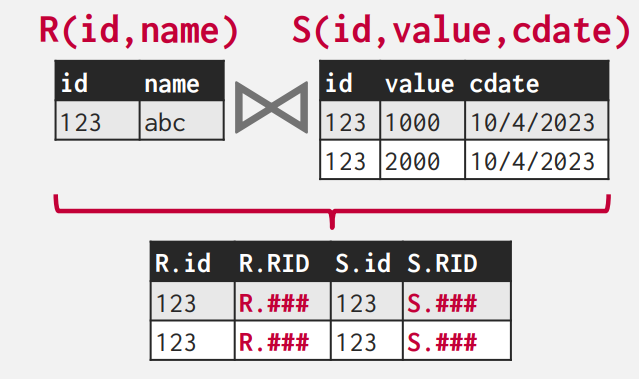 R(id,name) S(id,value,cdate)
id name id value cdate
123 abc 123 1000 10/4/2023
123 2000 10/4/2023
R.id R.RID S.id S.RID
123 R.### 123 S.###
123 R.### 123 S.###